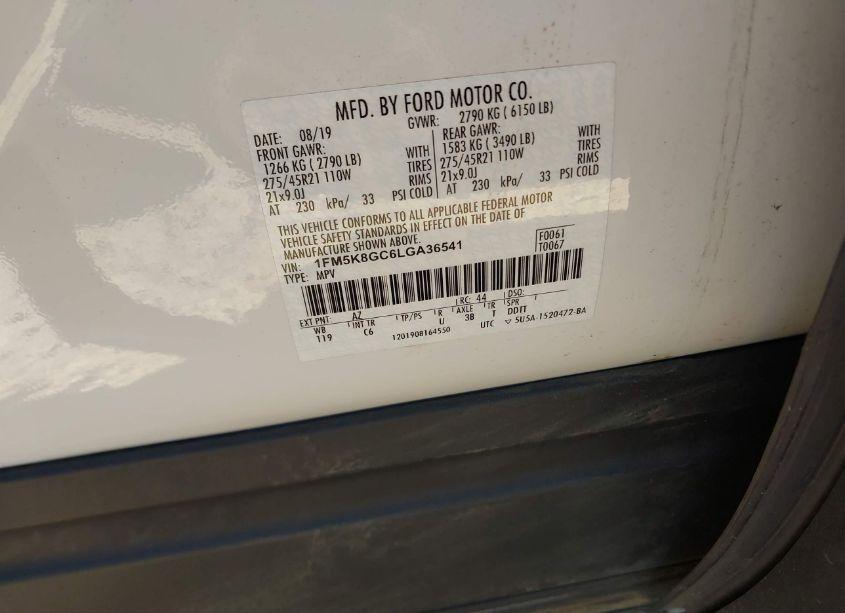 MFD. BY FORD MOTOR CO.
DATE: 08/19 GVWR: 2790 KG ( 6150 LB)
FRONT GAWR: REAR GAWR:
1266 KG ( 2790 LB) WITH 1583 KG ( 3490 LB) WITH
275/45R21 110W TIRES 275/45R21 110W TIRES
21x9.0J RIMS 21x9.0J RIMS
AT 230 kPa/ 33 PSI COLD AT 230 kPa/ 33 PSI COLD
THIS VEHICLE CONFORMS TO ALL APPLICABLE FEDERAL MOTOR
VEHICLE SAFETY STANDARDS IN EFFECT ON THE DATE OF
MANUFACTURE SHOWN ABOVE.
VIN: 1FM5K8GC6LGA36541 F0061
TYPE: MPV T0067
EXT PNT: AZ RC: 44 DSO:
WB INT TR TP/PS R AXLE TR SPR
119 C6 U 3B T DDTT
1201908164550 UTC ▽ 5U5A-1520472-BA